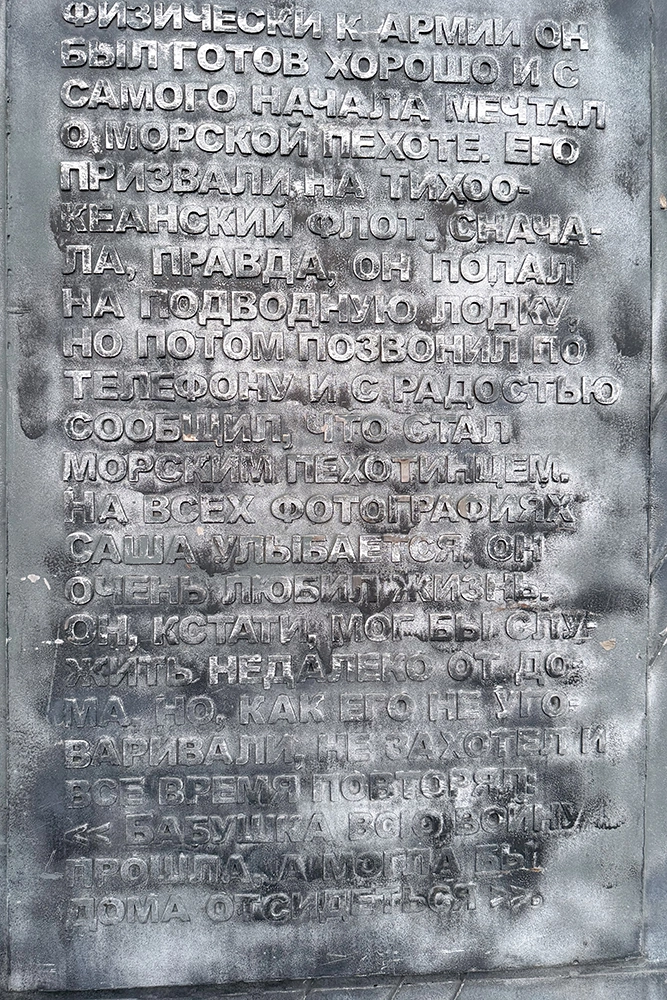 ФИЗИЧЕСКИ К АРМИИ ОН
БЫЛ ГОТОВ ХОРОШО И С
САМОГО НАЧАЛА МЕЧТАЛ
О МОРСКОЙ ПЕХОТЕ. ЕГО
ПРИЗВАЛИ НА ТИХОО-
КЕАНСКИЙ ФЛОТ. СНАЧА-
ЛА, ПРАВДА, ОН ПОПАЛ
НА ПОДВОДНУЮ ЛОДКУ,
НО ПОТОМ ПОЗВОНИЛ ПО
ТЕЛЕФОНУ И С РАДОСТЬЮ
СООБЩИЛ, ЧТО СТАЛ
МОРСКИМ ПЕХОТИНЦЕМ.
НА ВСЕХ ФОТОГРАФИЯХ
САША УЛЫБАЕТСЯ, ОН
ОЧЕНЬ ЛЮБИЛ ЖИЗНЬ.
ОН, КСТАТИ, МОГ БЫ СЛУ-
ЖИТЬ НЕДАЛЕКО ОТ ДО-
МА. НО, КАК ЕГО НЕ УГО-
ВАРИВАЛИ, НЕ ЗАХОТЕЛ И
ВСЕ ВРЕМЯ ПОВТОРЯЛ:
« БАБУШКА ВСЮ ВОЙНУ
ПРОШЛА, А МОГЛА БЫ
ДОМА ОТСИДЕТЬСЯ ».